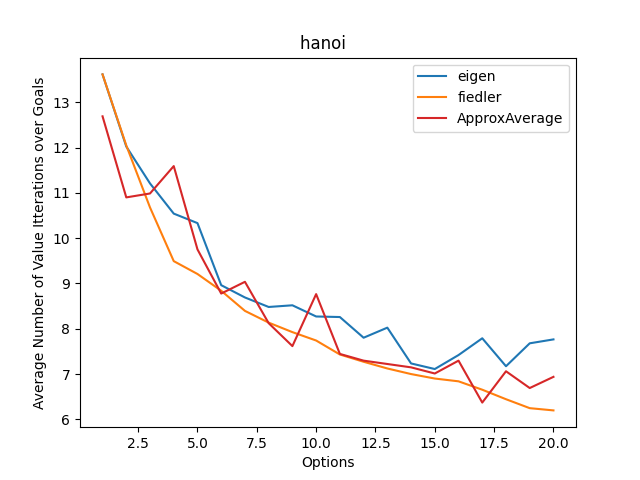 hanoi
eigen
fiedler
ApproxAverage
Average Number of Value Itterations over Goals
13
12
11
10
9
8
7
6
2.5 5.0 7.5 10.0 12.5 15.0 17.5 20.0
Options